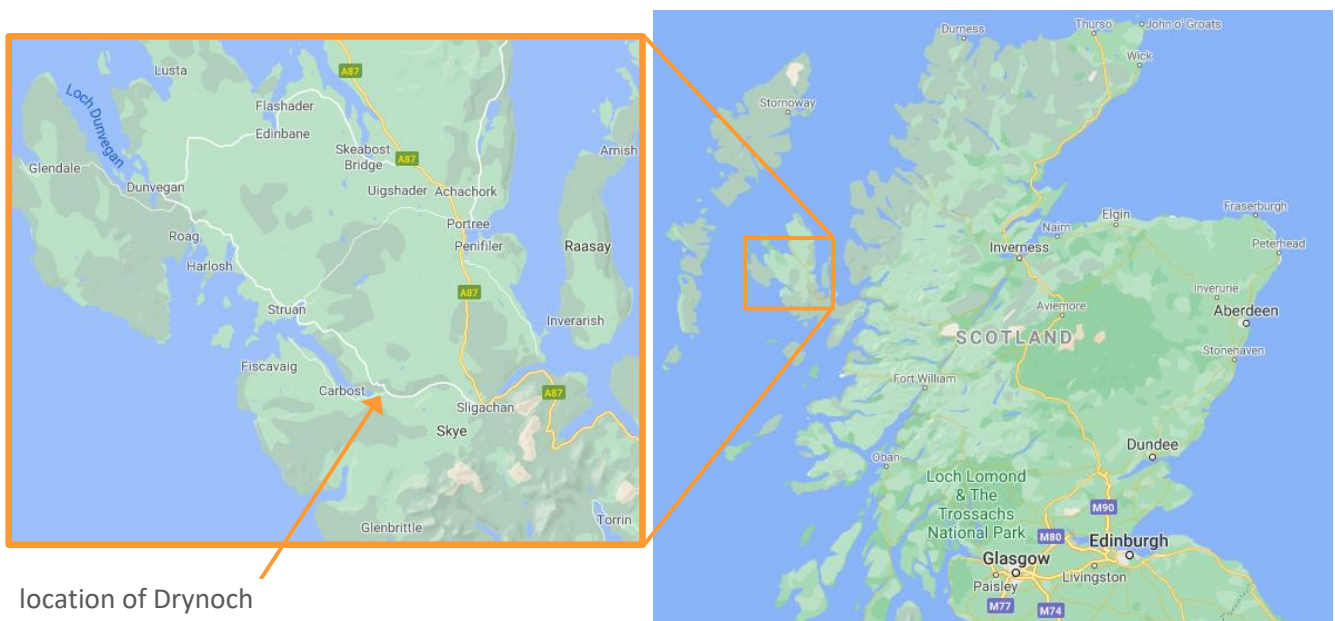 A87
Lusta
Loch Dunvegan
Flashader
Edinbane
Skeabost
Bridge
A87
Arnish
Glendale
Dunvegan
Uigshader
Achachork
Portree
Penifiler
Raasay
Roag
Harlosh
A87
Struan
Inverarish
Fiscavaig
Carbost
Sligachan
A87
Skye
Glenbrittle
Torrin
location of Drynoch
Durness
Thurso
John o' Groats
Wick
Stornoway
Fraserburgh
Elgin
Nairn
Inverness
Peterhead
Inverurie
Aviemore
Aberdeen
SCOTLAND
Stonehaven
Fort William
Dundee
Oban
Loch Lomond
& The
Trossachs
National Park
M90
M80
Edinburgh
Glasgow
Livingston
Paisley
M77
M74